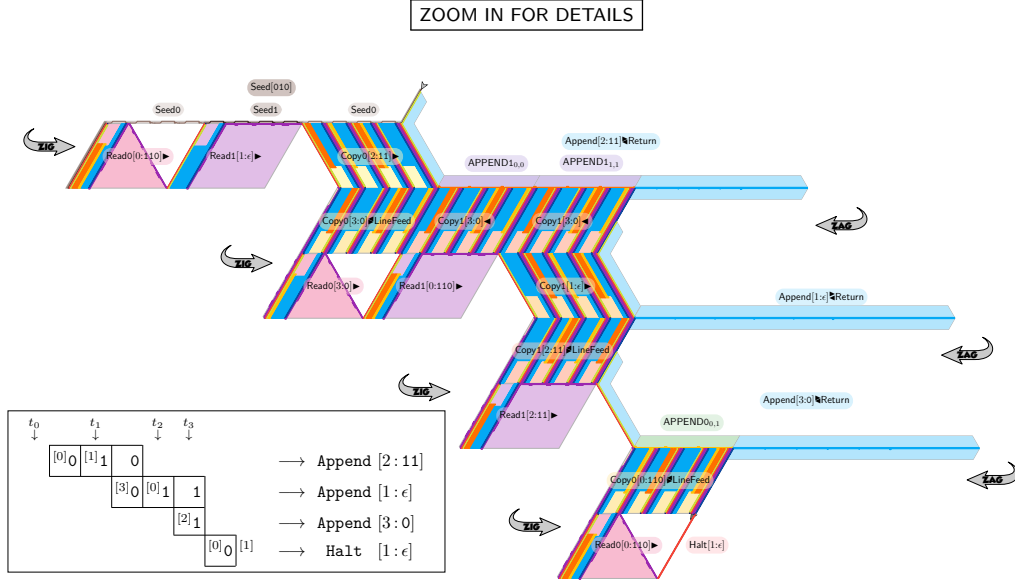 ZOOM IN FOR DETAILS
Seed[010]
Seed0 Seed1 Seed0
ZIG Read0[0:110]▶ Read1[1:ϵ]▶ Copy0[2:11]▶ Append[2:11] Return
APPEND1₀,₀ APPEND1₁,₁
Copy0[3:0] LineFeed Copy1[3:0]◀ Copy1[3:0]◀ ZAG
ZIG Read0[3:0]▶ Read1[0:110]▶ Copy1[1:ϵ]▶ Append[1:ϵ] Return
Copy1[2:11] LineFeed ZAG
ZIG
Append[3:0] Return
Read1[2:11]▶ APPEND0₀,₁
Copy0[0:110] LineFeed ZAG
ZIG Read0[0:110]▶ Halt[1:ϵ]
t₀ t₁ t₂ t₃
↓ ↓ ↓ ↓
[0]0 [1]1 0 → Append [2:11]
[3]0 [0]1 1 → Append [1:ϵ]
[2]1 → Append [3:0]
[0]0 [1] → Halt [1:ϵ]